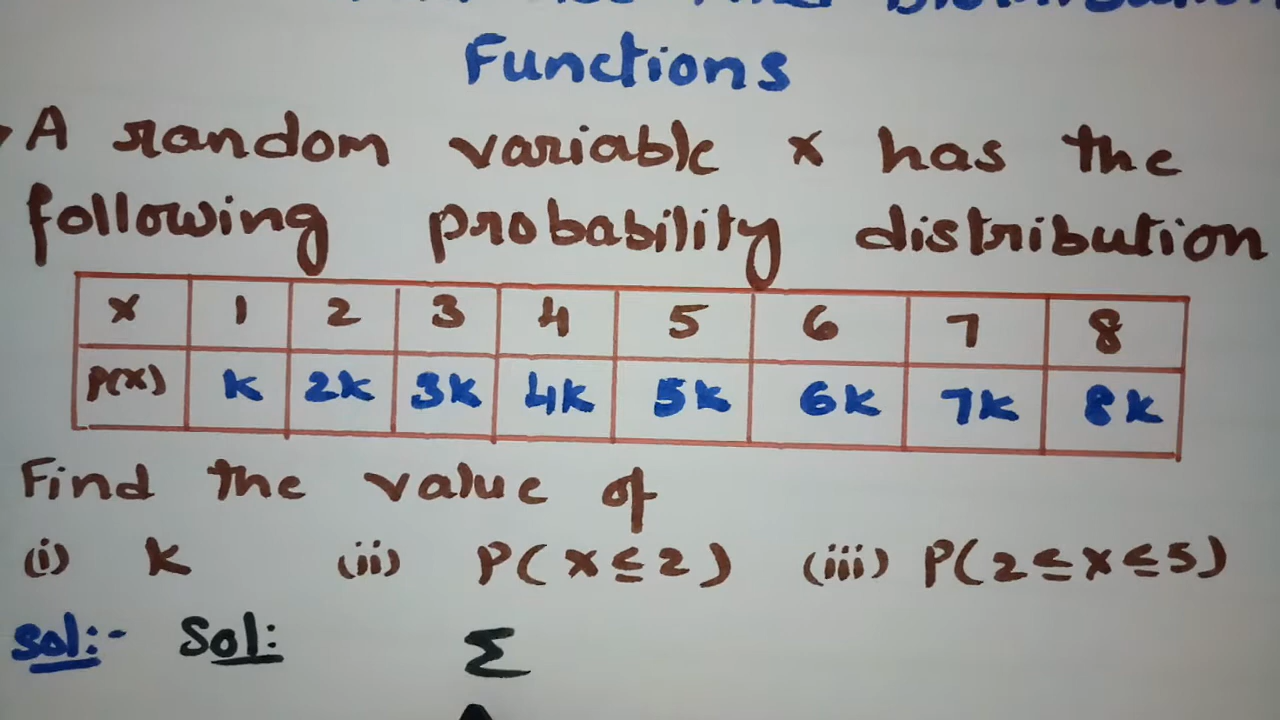 Functions
A random variable x has the
following probability distribution
x 1 2 3 4 5 6 7 8
P(x) k 2k 3k 4k 5k 6k 7k 8k
Find the value of
(i) k (ii) P(x≤2) (iii) P(2≤x≤5)
Sol:- Sol: Σ